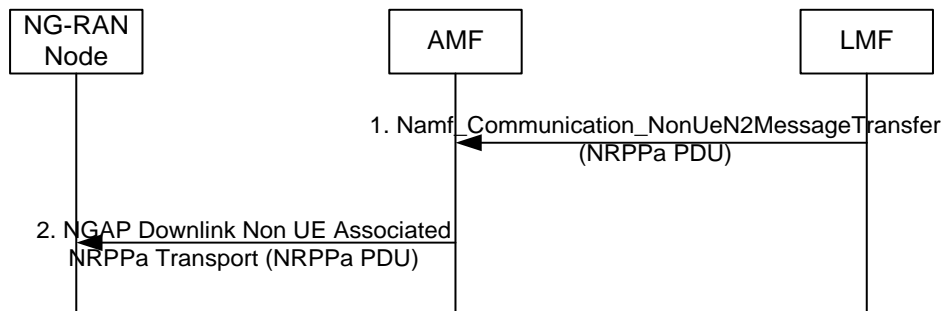 NG-RAN
Node
AMF
LMF
1. Namf_Communication_NonUeN2MessageTransfer
(NRPPa PDU)
2. NGAP Downlink Non UE Associated
NRPPa Transport (NRPPa PDU)